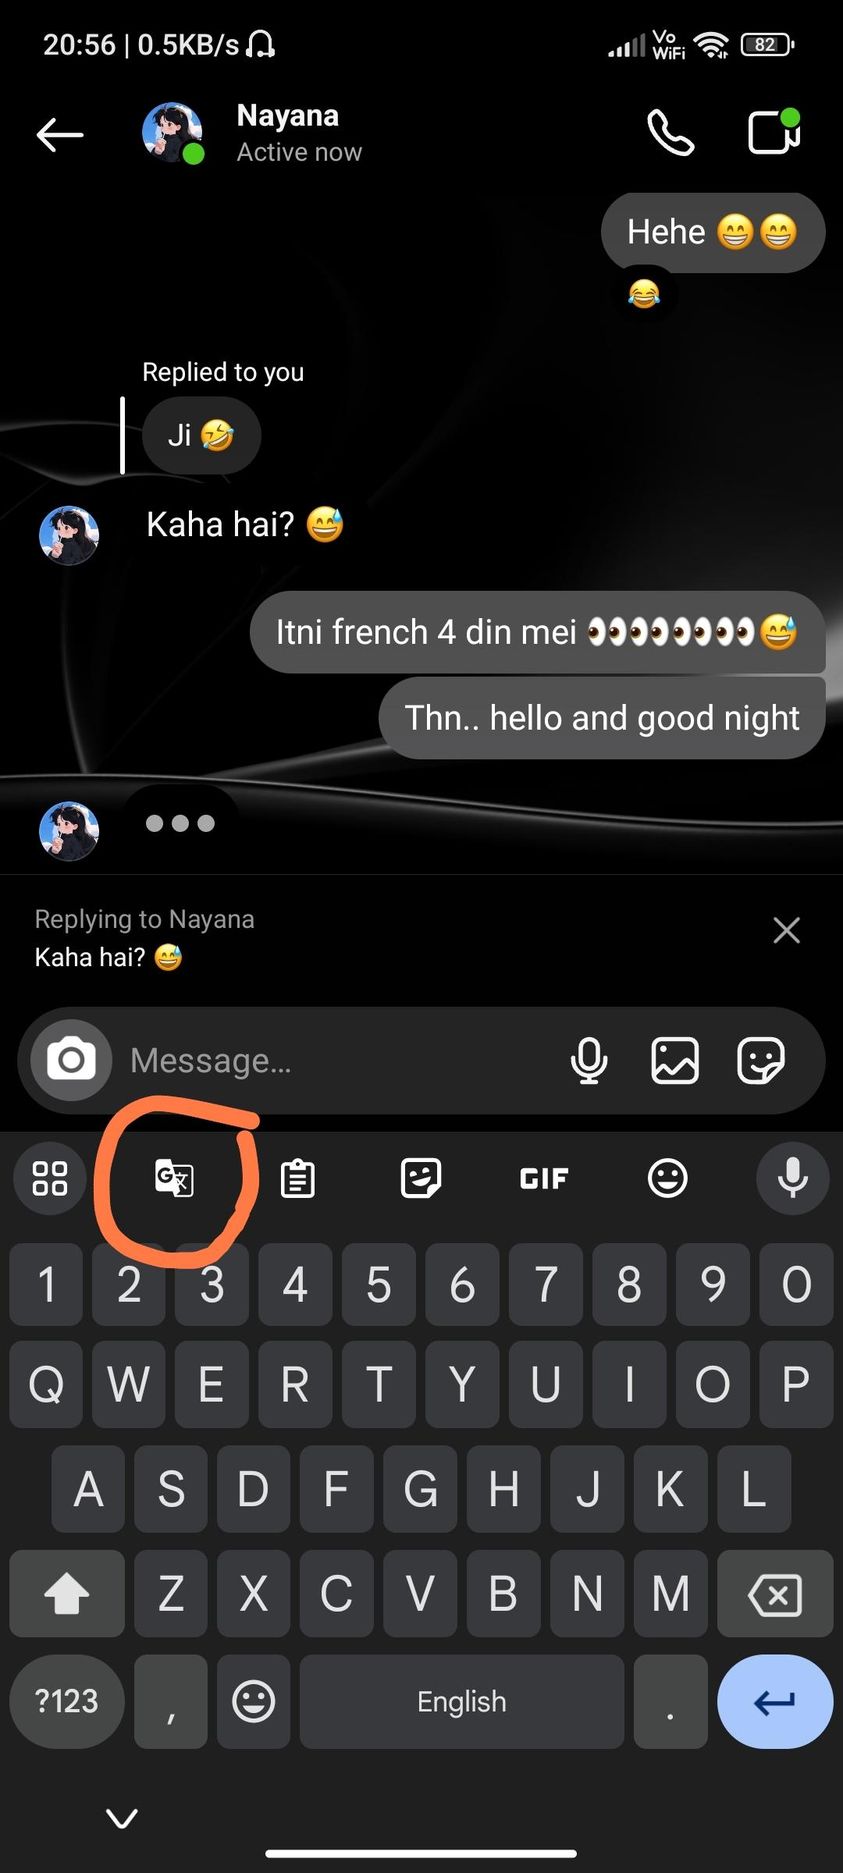 20:56 | 0.5KB/s Vo WiFi 82
Nayana
Active now
Hehe 😁😁
😂
Replied to you
Ji 🤣
Kaha hai? 😅
Itni french 4 din mei 👀👀👀👀😅
Thn.. hello and good night
Replying to Nayana
Kaha hai? 😅
Message...
GIF
1 2 3 4 5 6 7 8 9 0
Q W E R T Y U I O P
A S D F G H J K L
Z X C V B N M
?123 , English .